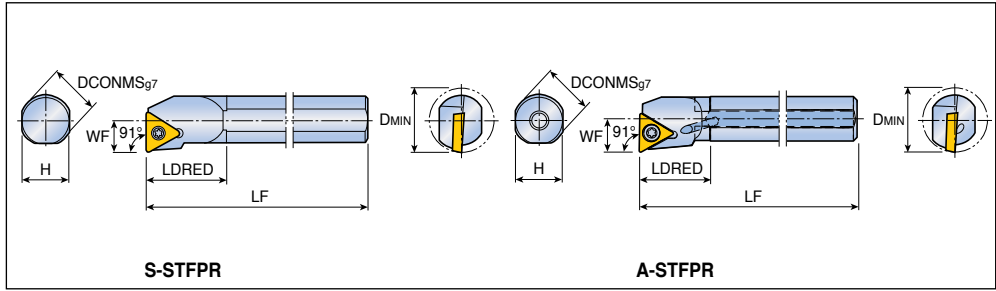 DCONMSg7
WF
91°
H
LDRED
LF
DMIN
S-STFPR
DCONMSg7
WF
91°
H
LDRED
LF
DMIN
A-STFPR